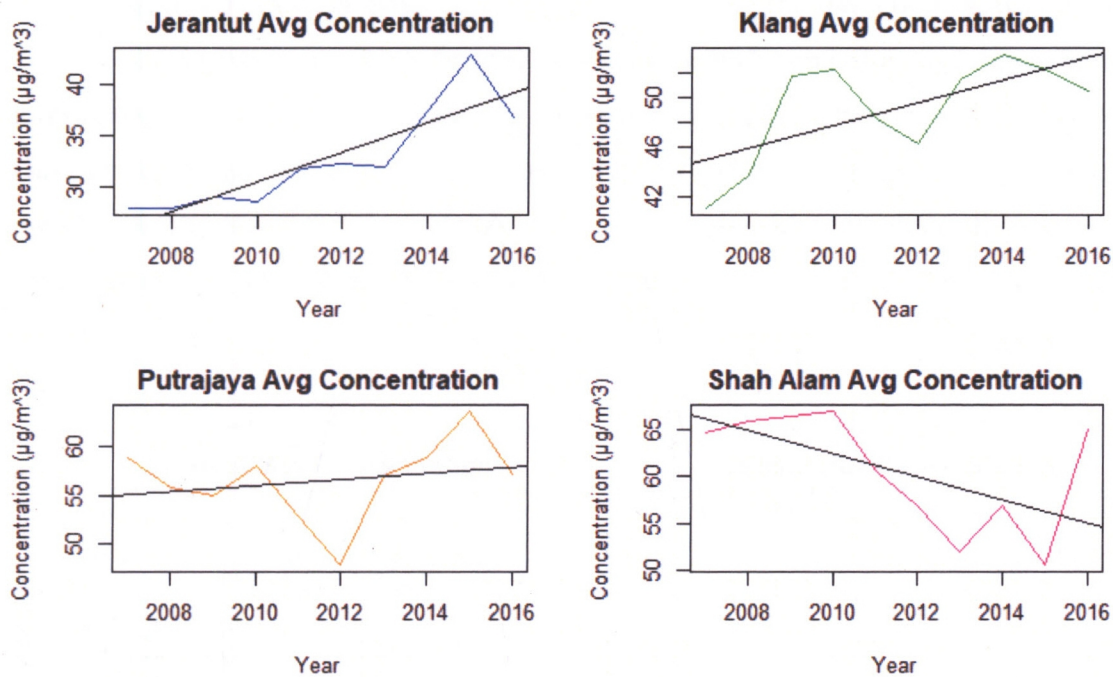 Jerantut Avg Concentration
Concentration (µg/m^3)
40
35
30
2008 2010 2012 2014 2016
Year
Klang Avg Concentration
Concentration (µg/m^3)
50
46
42
2008 2010 2012 2014 2016
Year
Putrajaya Avg Concentration
Concentration (µg/m^3)
60
55
50
2008 2010 2012 2014 2016
Year
Shah Alam Avg Concentration
Concentration (µg/m^3)
65
60
55
50
2008 2010 2012 2014 2016
Year